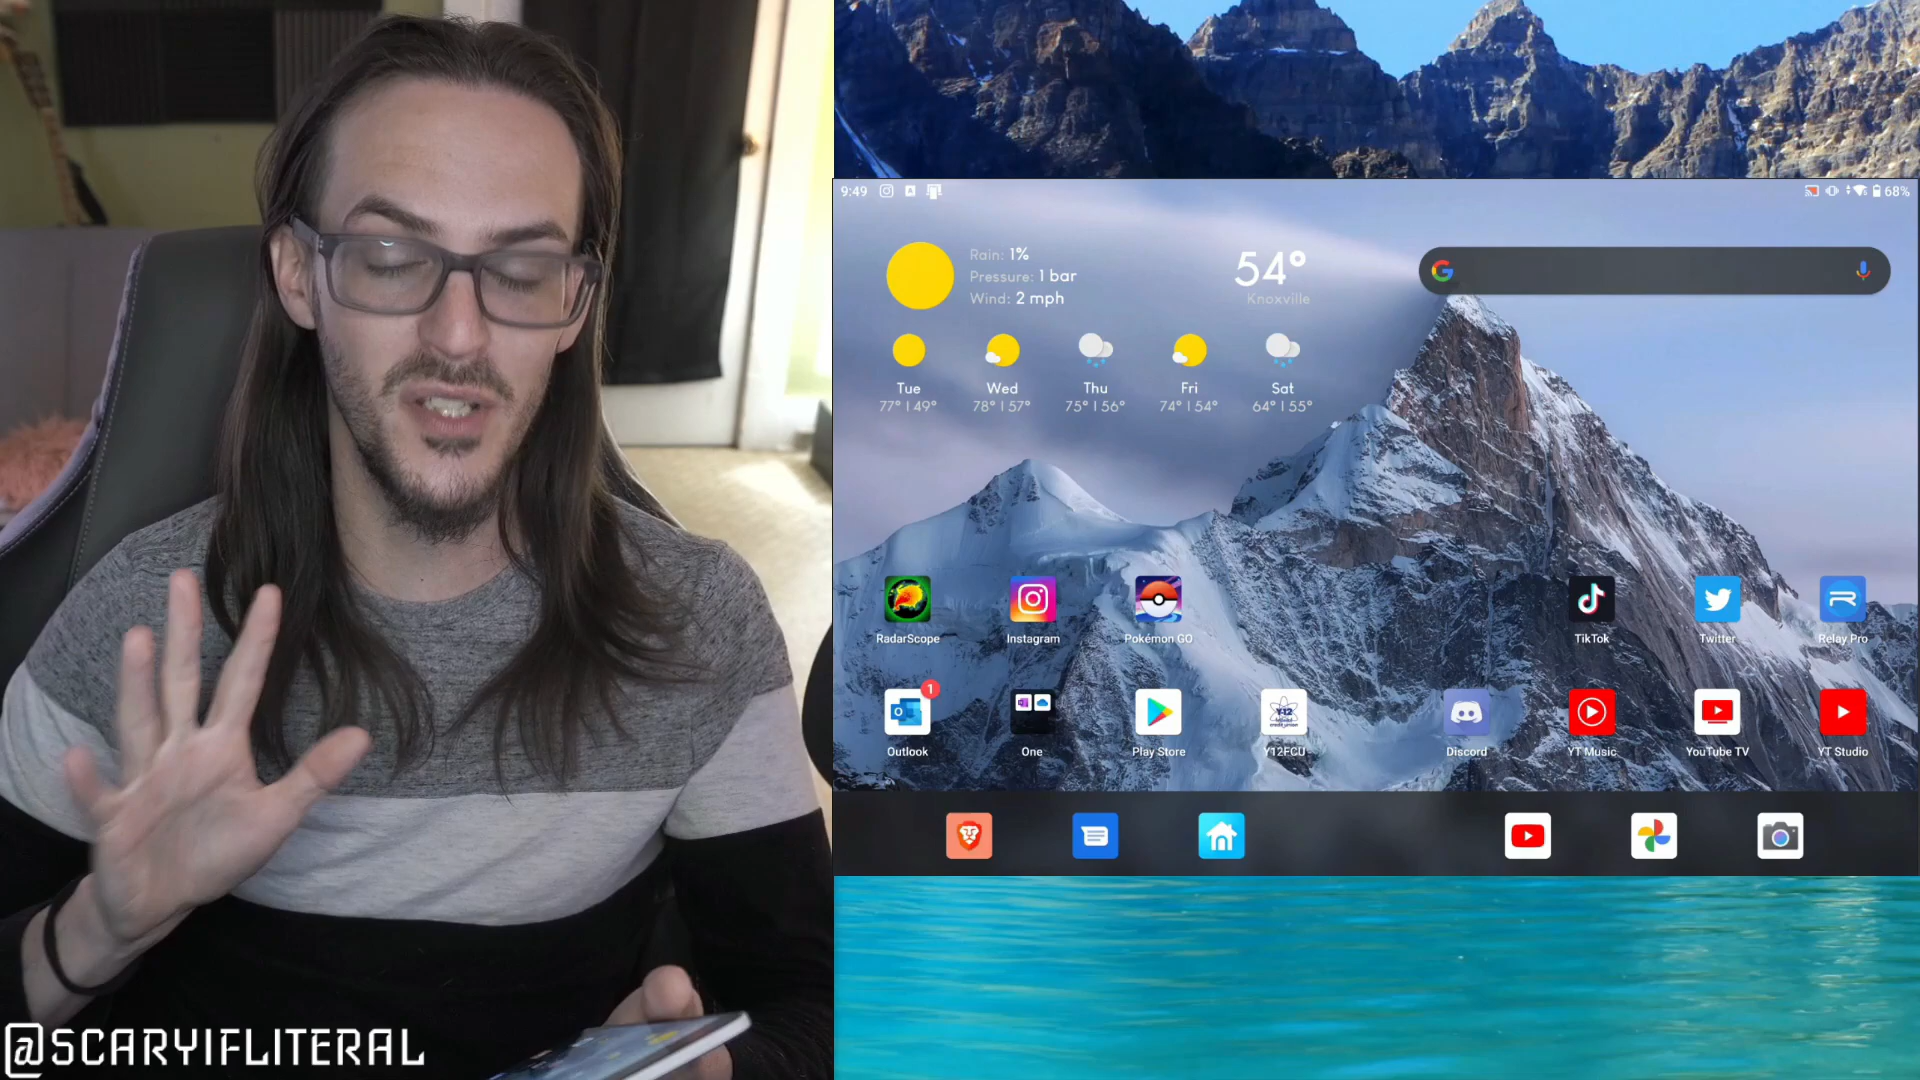 9:49
68%
Rain: 1%
Pressure: 1 bar
Wind: 2 mph
54°
Knoxville
Tue
Wed
Thu
Fri
Sat
77° | 49°
78° | 57°
75° | 56°
74° | 54°
64° | 55°
RadarScope
Instagram
Pokémon GO
TikTok
Twitter
Relay Pro
1
Y-12
Outlook
One
Play Store
Y12FCU
Discord
YT Music
YouTube TV
YT Studio
@SCARYIFLITERAL